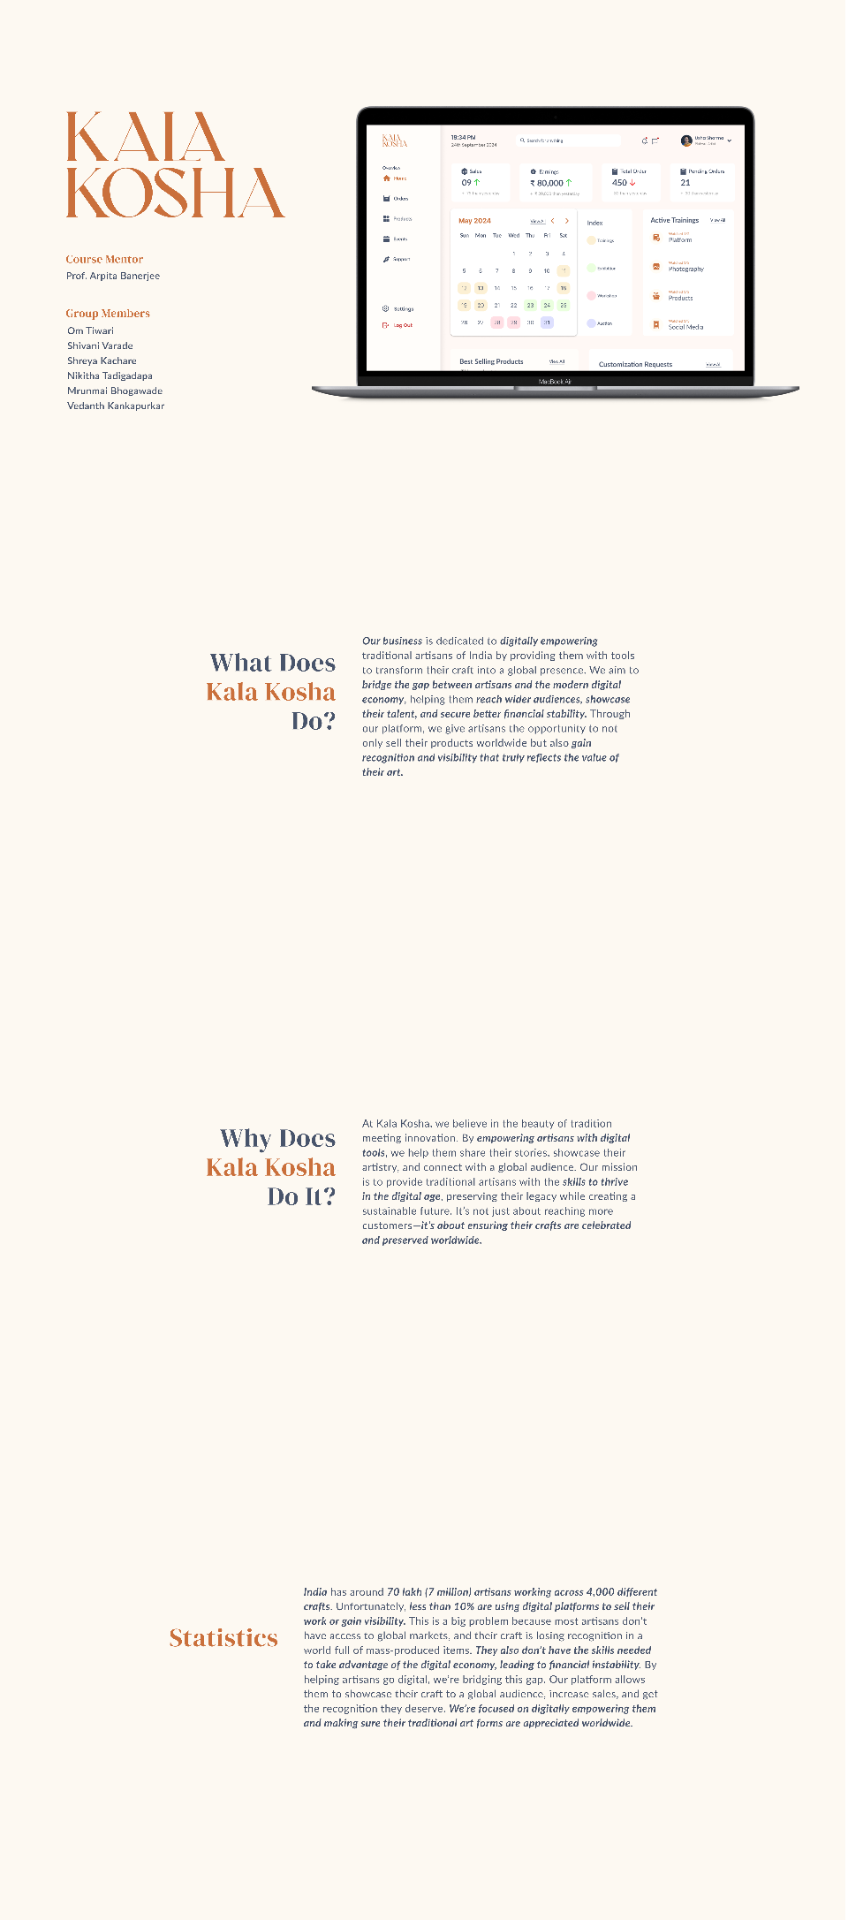 KALA
KOSHA
Course Mentor
Prof. Arpita Banerjee
Group Members
Om Tiwari
Shivani Varade
Shreya Kachare
Nikitha Tadigadapa
Mrunmai Bhogawade
Vedanth Kankapurkar
KALA
KOSHA
Overview
Home
Orders
Products
Events
Support
Settings
Log Out
19:34 PM
24th September 2024
Usha Sharma
Sales
09
Earnings
₹ 80,000
Total Order
450
Pending Orders
21
May 2024
View All
Sun Mon Tue Wed Thu Fri Sat
1 2 3 4
5 6 7 8 9 10 11
12 13 14 15 16 17 18
19 20 21 22 23 24 25
26 27 28 29 30 31
Index
Trainings
Workshop
Auction
Active Trainings
View All
Platform
Photography
Products
Social Media
Best Selling Products
View All
Customization Requests
View All
MacBook Air
What Does
Kala Kosha
Do?
Our business is dedicated to digitally empowering
traditional artisans of India by providing them with tools
to transform their craft into a global presence. We aim to
bridge the gap between artisans and the modern digital
economy, helping them reach wider audiences, showcase
their talent, and secure better financial stability. Through
our platform, we give artisans the opportunity to not
only sell their products worldwide but also gain
recognition and visibility that truly reflects the value of
their art.
Why Does
Kala Kosha
Do It?
At Kala Kosha, we believe in the beauty of tradition
meeting innovation. By empowering artisans with digital
tools, we help them share their stories, showcase their
artistry, and connect with a global audience. Our mission
is to provide traditional artisans with the skills to thrive
in the digital age, preserving their legacy while creating a
sustainable future. It's not just about reaching more
customers—it's about ensuring their crafts are celebrated
and preserved worldwide.
Statistics
India has around 70 lakh (7 million) artisans working across 4,000 different
crafts. Unfortunately, less than 10% are using digital platforms to sell their
work or gain visibility. This is a big problem because most artisans don't
have access to global markets, and their craft is losing recognition in a
world full of mass-produced items. They also don't have the skills needed
to take advantage of the digital economy, leading to financial instability. By
helping artisans go digital, we're bridging this gap. Our platform allows
them to showcase their craft to a global audience, increase sales, and get
the recognition they deserve. We're focused on digitally empowering them
and making sure their traditional art forms are appreciated worldwide.